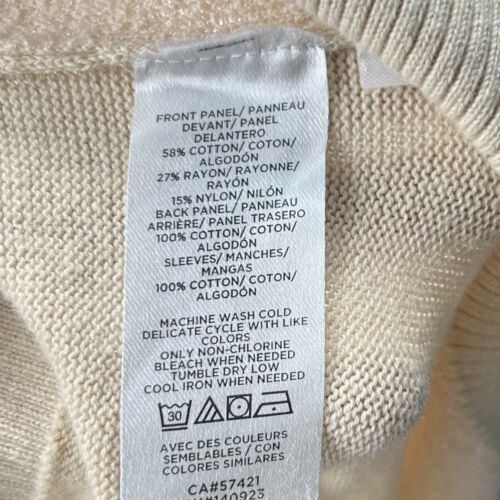 FRONT PANEL/ PANNEAU
DEVANT/ PANEL
DELANTERO
58% COTTON/ COTON/
ALGODÓN
27% RAYON/ RAYONNE/
RAYÓN
15% NYLON/ NILÓN
BACK PANEL/ PANNEAU
ARRIÈRE/ PANEL TRASERO
100% COTTON/ COTON/
ALGODÓN
SLEEVES/ MANCHES/
MANGAS
100% COTTON/ COTON/
ALGODÓN
MACHINE WASH COLD
DELICATE CYCLE WITH LIKE
COLORS
ONLY NON-CHLORINE
BLEACH WHEN NEEDED
TUMBLE DRY LOW
COOL IRON WHEN NEEDED
30
AVEC DES COULEURS
SEMBLABLES / CON
COLORES SIMILARES
CA#57421